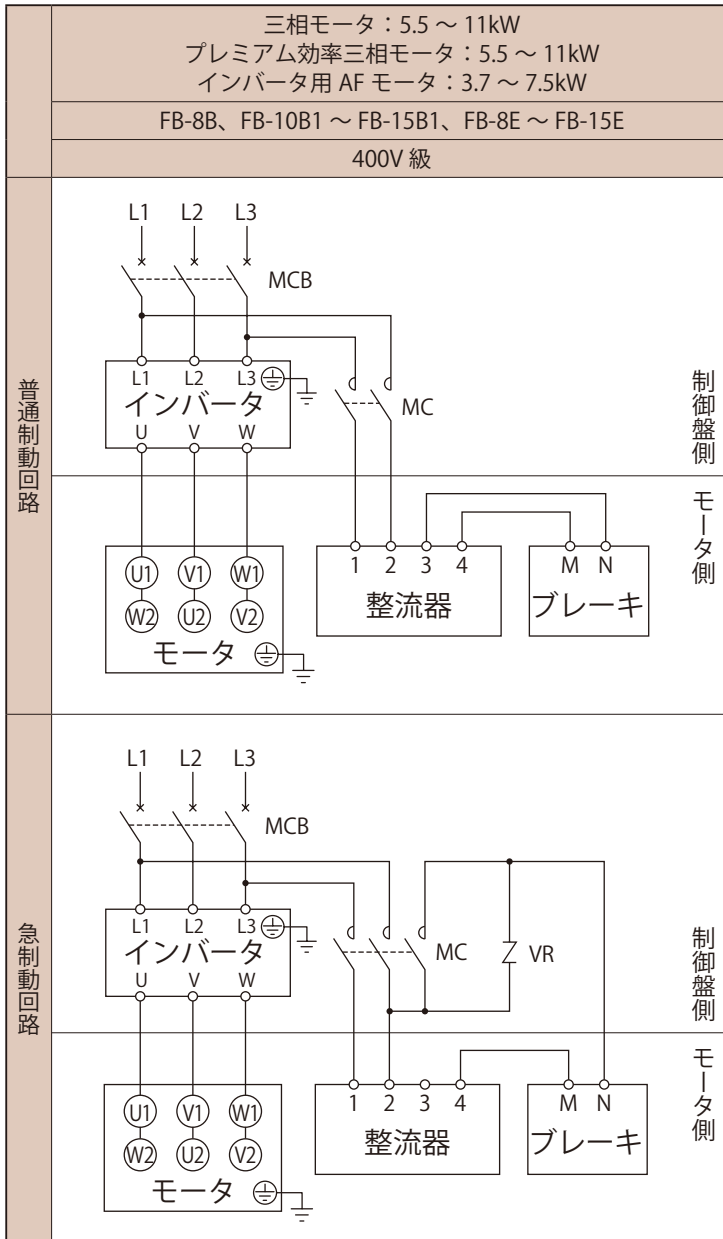 三相モータ：5.5 ～ 11kW
プレミアム効率三相モータ：5.5 ～ 11kW
インバータ用 AF モータ：3.7 ～ 7.5kW
FB-8B、FB-10B1 ～ FB-15B1、FB-8E ～ FB-15E
400V 級
普通制動回路
L1 L2 L3
MCB
L1 L2 L3
インバータ
U V W
MC
制御盤側
モータ側
U1 V1 W1
W2 U2 V2
モータ
1 2 3 4
整流器
M N
ブレーキ
急制動回路
L1 L2 L3
MCB
L1 L2 L3
インバータ
U V W
MC
VR
制御盤側
モータ側
U1 V1 W1
W2 U2 V2
モータ
1 2 3 4
整流器
M N
ブレーキ